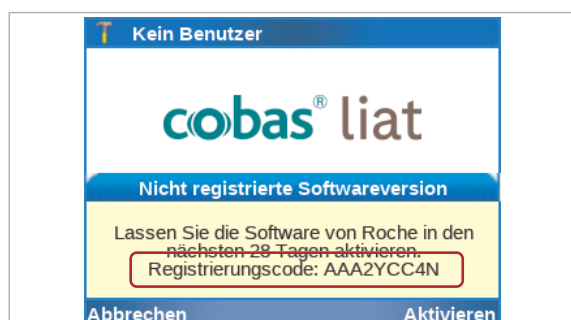 Kein Benutzer
cobas® liat
Nicht registrierte Softwareversion
Lassen Sie die Software von Roche in den
nächsten 28 Tagen aktivieren.
Registrierungscode: AAA2YCC4N
Abbrechen Aktivieren